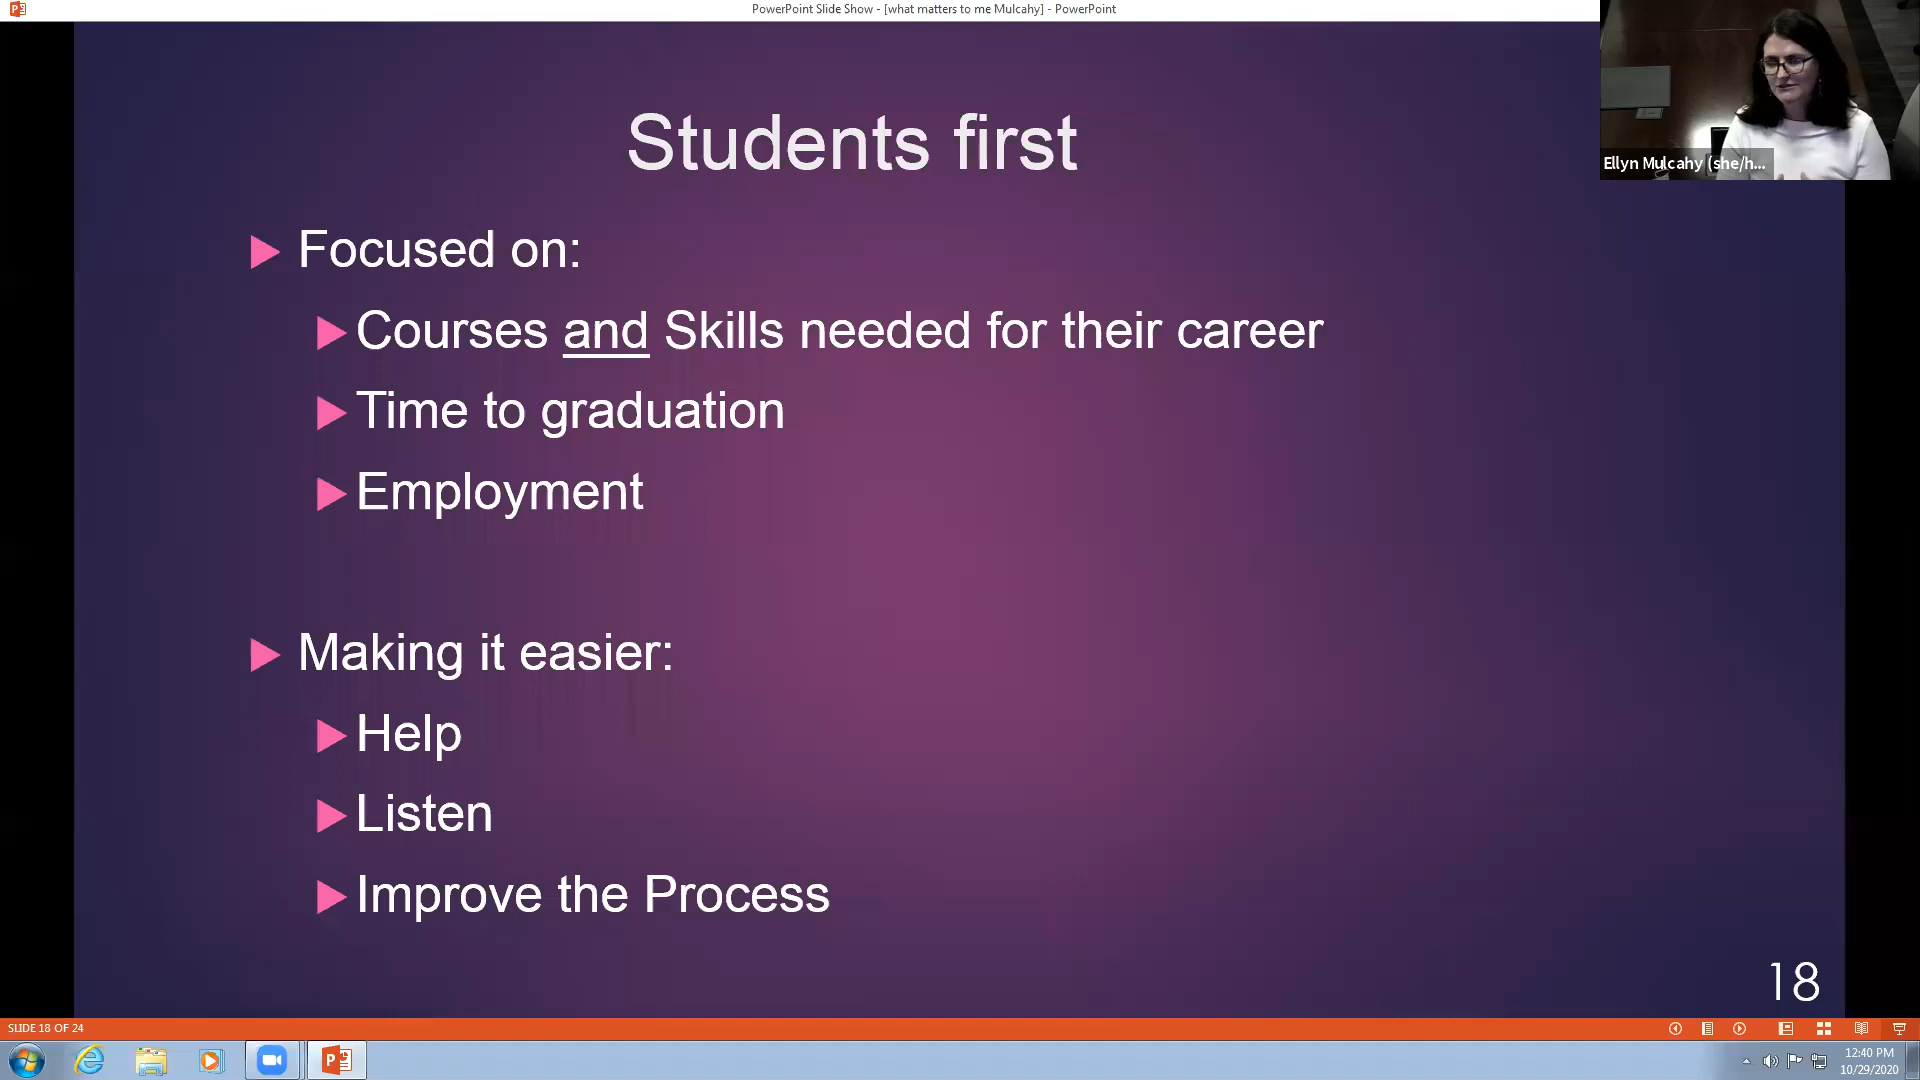 PowerPoint Slide Show - [what matters to me Mulcahy] - PowerPoint
Ellyn Mulcahy (she/h...
Students first
Focused on:
Courses and Skills needed for their career
Time to graduation
Employment
Making it easier:
Help
Listen
Improve the Process
18
SLIDE 18 OF 24
12:40 PM
10/29/2020